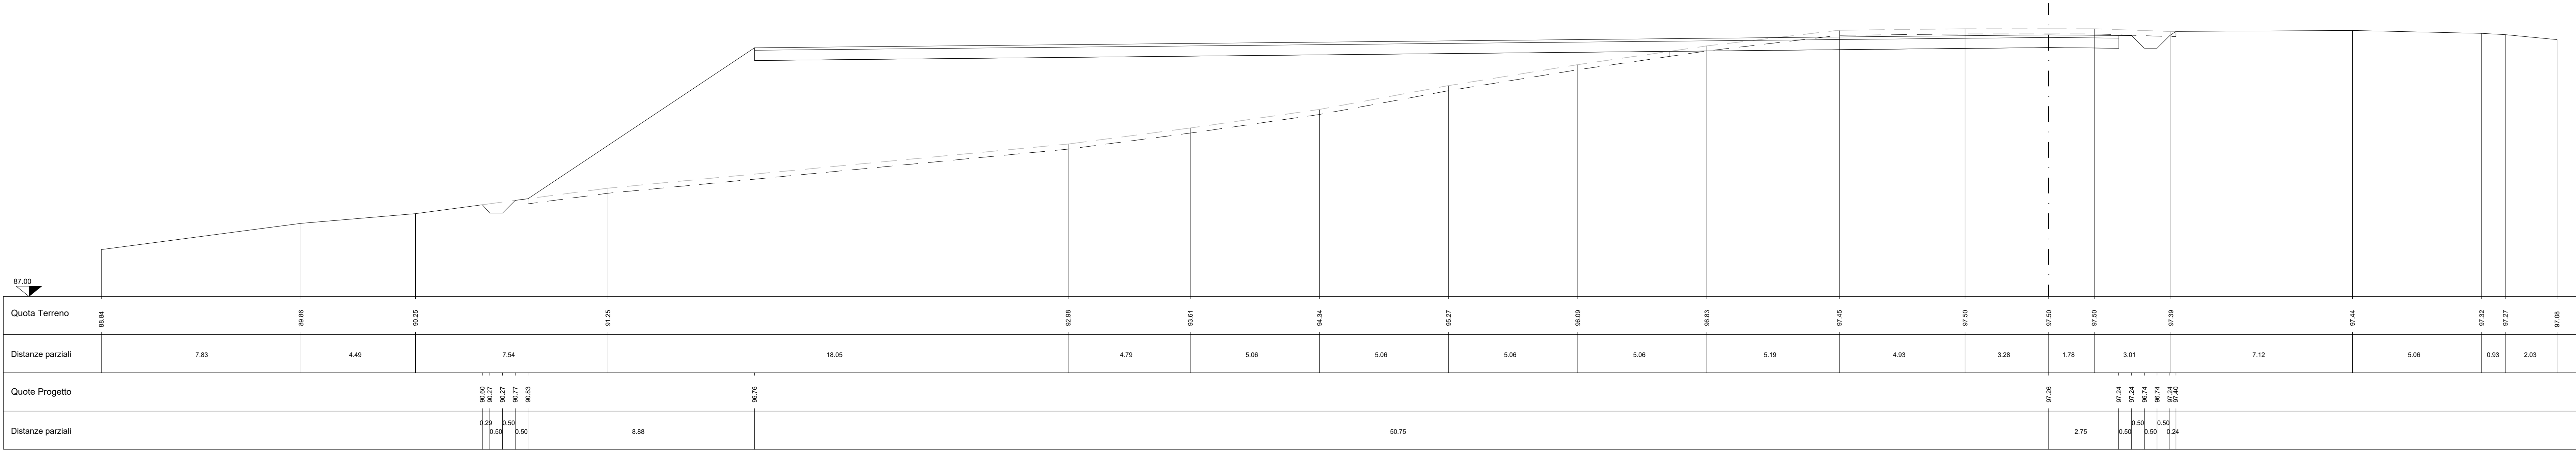 87.00
Quota Terreno
88.84 89.86 90.25 91.25 92.98 93.61 94.34 95.27 96.09 96.83 97.45 97.50 97.50 97.50 97.39 97.44 97.32 97.27 97.08
Distanze parziali
7.83 4.49 7.54 18.05 4.79 5.06 5.06 5.06 5.06 5.19 4.93 3.28 1.78 3.01 7.12 5.06 0.93 2.03
Quote Progetto
90.60 90.27 90.27 90.77 90.83 96.76 97.26 97.24 97.24 96.74 96.74 97.24 97.40
Distanze parziali
0.29 0.50 0.50 0.50 8.88 50.75 2.75 0.50 0.50 0.50 0.50 0.24